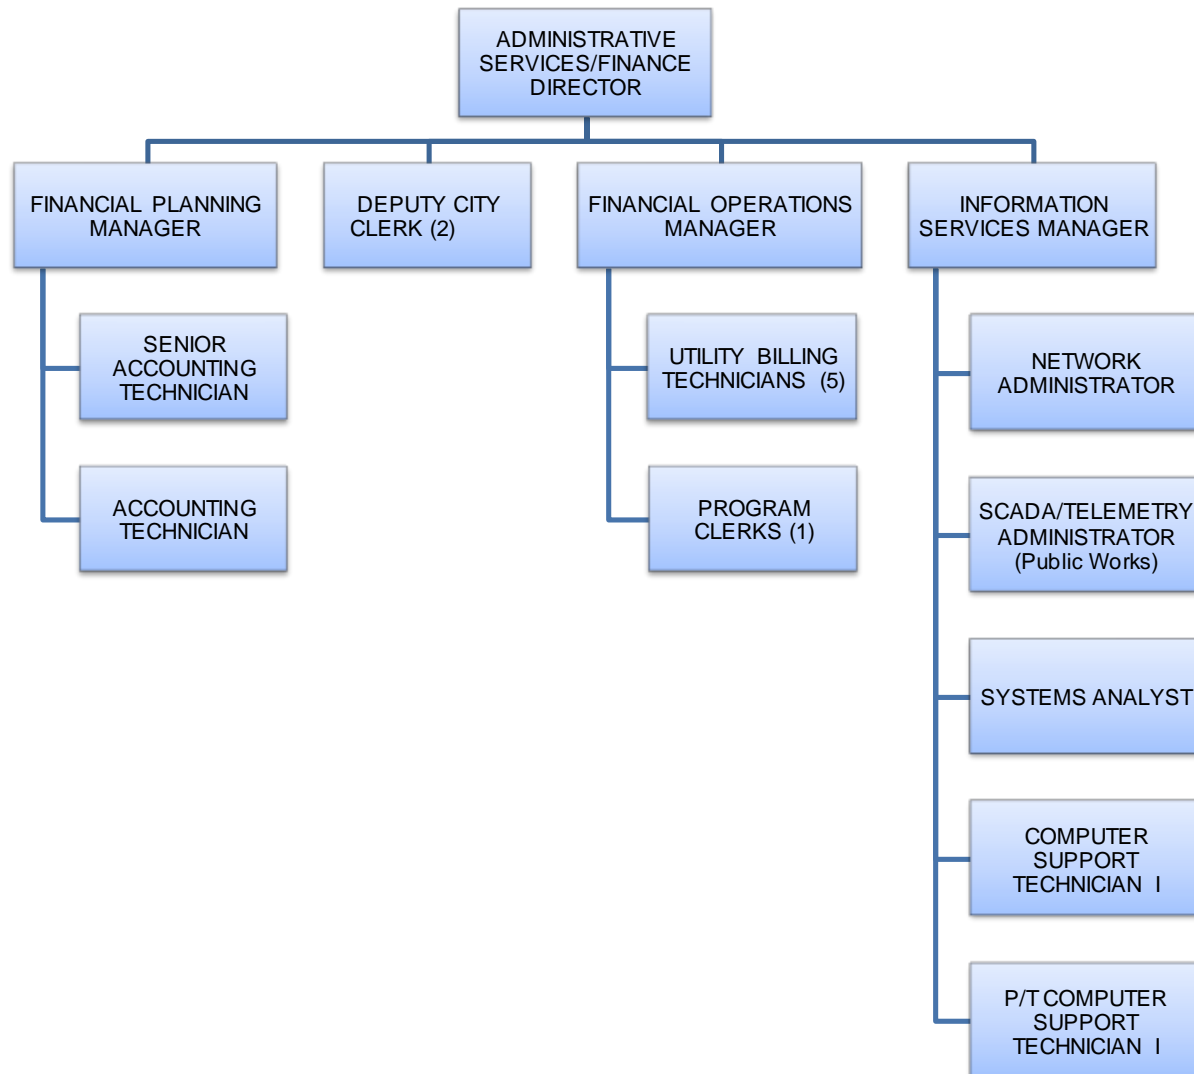 ADMINISTRATIVE
SERVICES/FINANCE
DIRECTOR
FINANCIAL PLANNING
MANAGER
DEPUTY CITY
CLERK (2)
FINANCIAL OPERATIONS
MANAGER
INFORMATION
SERVICES MANAGER
SENIOR
ACCOUNTING
TECHNICIAN
ACCOUNTING
TECHNICIAN
UTILITY BILLING
TECHNICIANS (5)
PROGRAM
CLERKS (1)
NETWORK
ADMINISTRATOR
SCADA/TELEMETRY
ADMINISTRATOR
(Public Works)
SYSTEMS ANALYST
COMPUTER
SUPPORT
TECHNICIAN I
P/T COMPUTER
SUPPORT
TECHNICIAN I